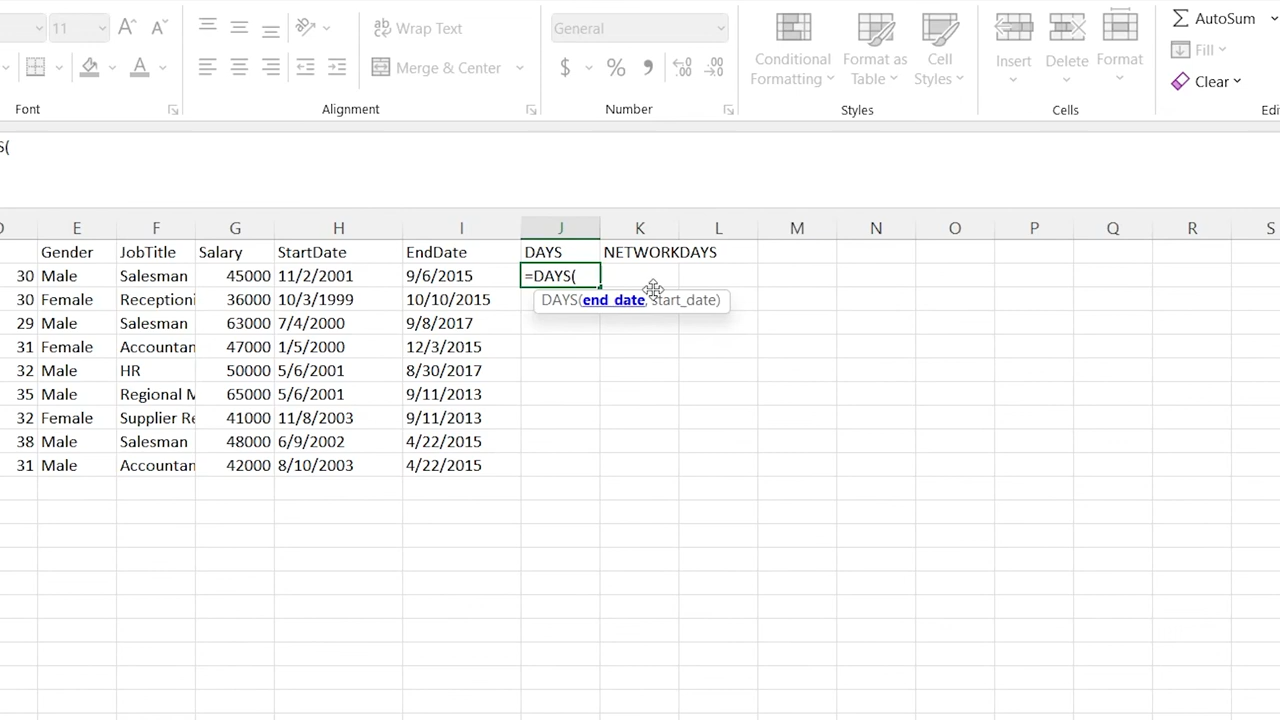 11 A^ A˅ ab Wrap Text General Conditional Formatting Format as Table Cell Styles Insert Delete Format Σ AutoSum
Merge & Center $ % 9 .00 Fill
Clear
Font Alignment Number Styles Cells Edi
S(
D E F G H I J K L M N O P Q R S
Gender JobTitle Salary StartDate EndDate DAYS NETWORKDAYS
30 Male Salesman 45000 11/2/2001 9/6/2015 =DAYS(
30 Female Receptioni 36000 10/3/1999 10/10/2015 DAYS(end_date, start_date)
29 Male Salesman 63000 7/4/2000 9/8/2017
31 Female Accountan 47000 1/5/2000 12/3/2015
32 Male HR 50000 5/6/2001 8/30/2017
35 Male Regional M 65000 5/6/2001 9/11/2013
32 Female Supplier Re 41000 11/8/2003 9/11/2013
38 Male Salesman 48000 6/9/2002 4/22/2015
31 Male Accountan 42000 8/10/2003 4/22/2015